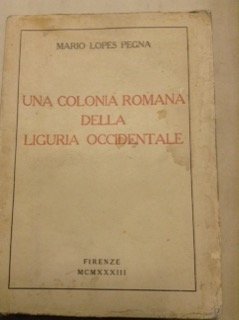 MARIO LOPES PEGNA
UNA COLONIA ROMANA
DELLA
LIGURIA OCCIDENTALE
FIRENZE
MCMXXXIII